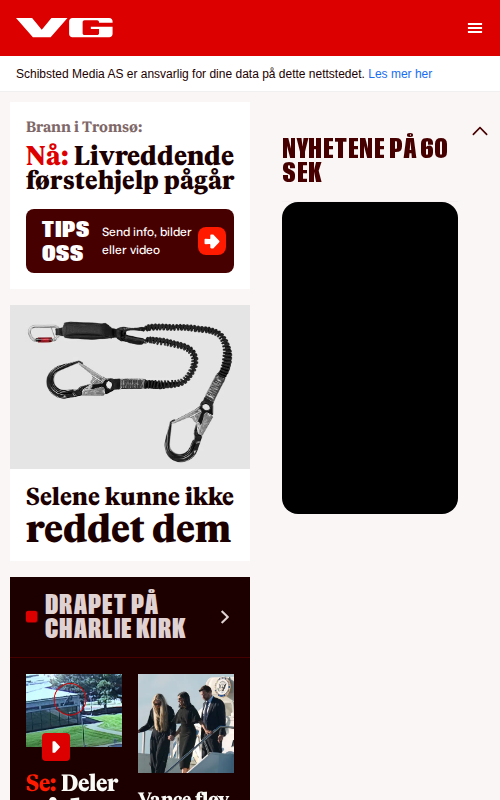 VG
Schibsted Media AS er ansvarlig for dine data på dette nettstedet. Les mer her
Brann i Tromsø:
Nå: Livreddende
førstehjelp pågår
TIPS
OSS
Send info, bilder
eller video
NYHETENE PÅ 60
SEK
Selene kunne ikke
reddet dem
DRAPET PÅ
CHARLIE KIRK
Se: Deler
Vance fløy